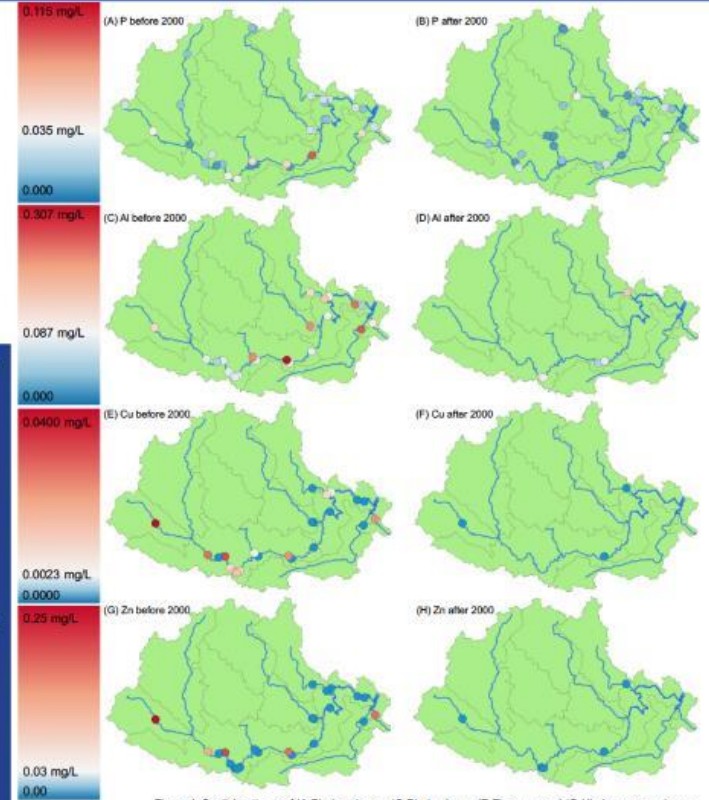 0.115 mg/L
(A) P before 2000
(B) P after 2000
0.035 mg/L
0.000
0.307 mg/L
(C) Al before 2000
(D) Al after 2000
0.087 mg/L
0.000
0.0400 mg/L
(E) Cu before 2000
(F) Cu after 2000
0.0023 mg/L
0.0000
0.25 mg/L
(G) Zn before 2000
(H) Zn after 2000
0.03 mg/L
0.00